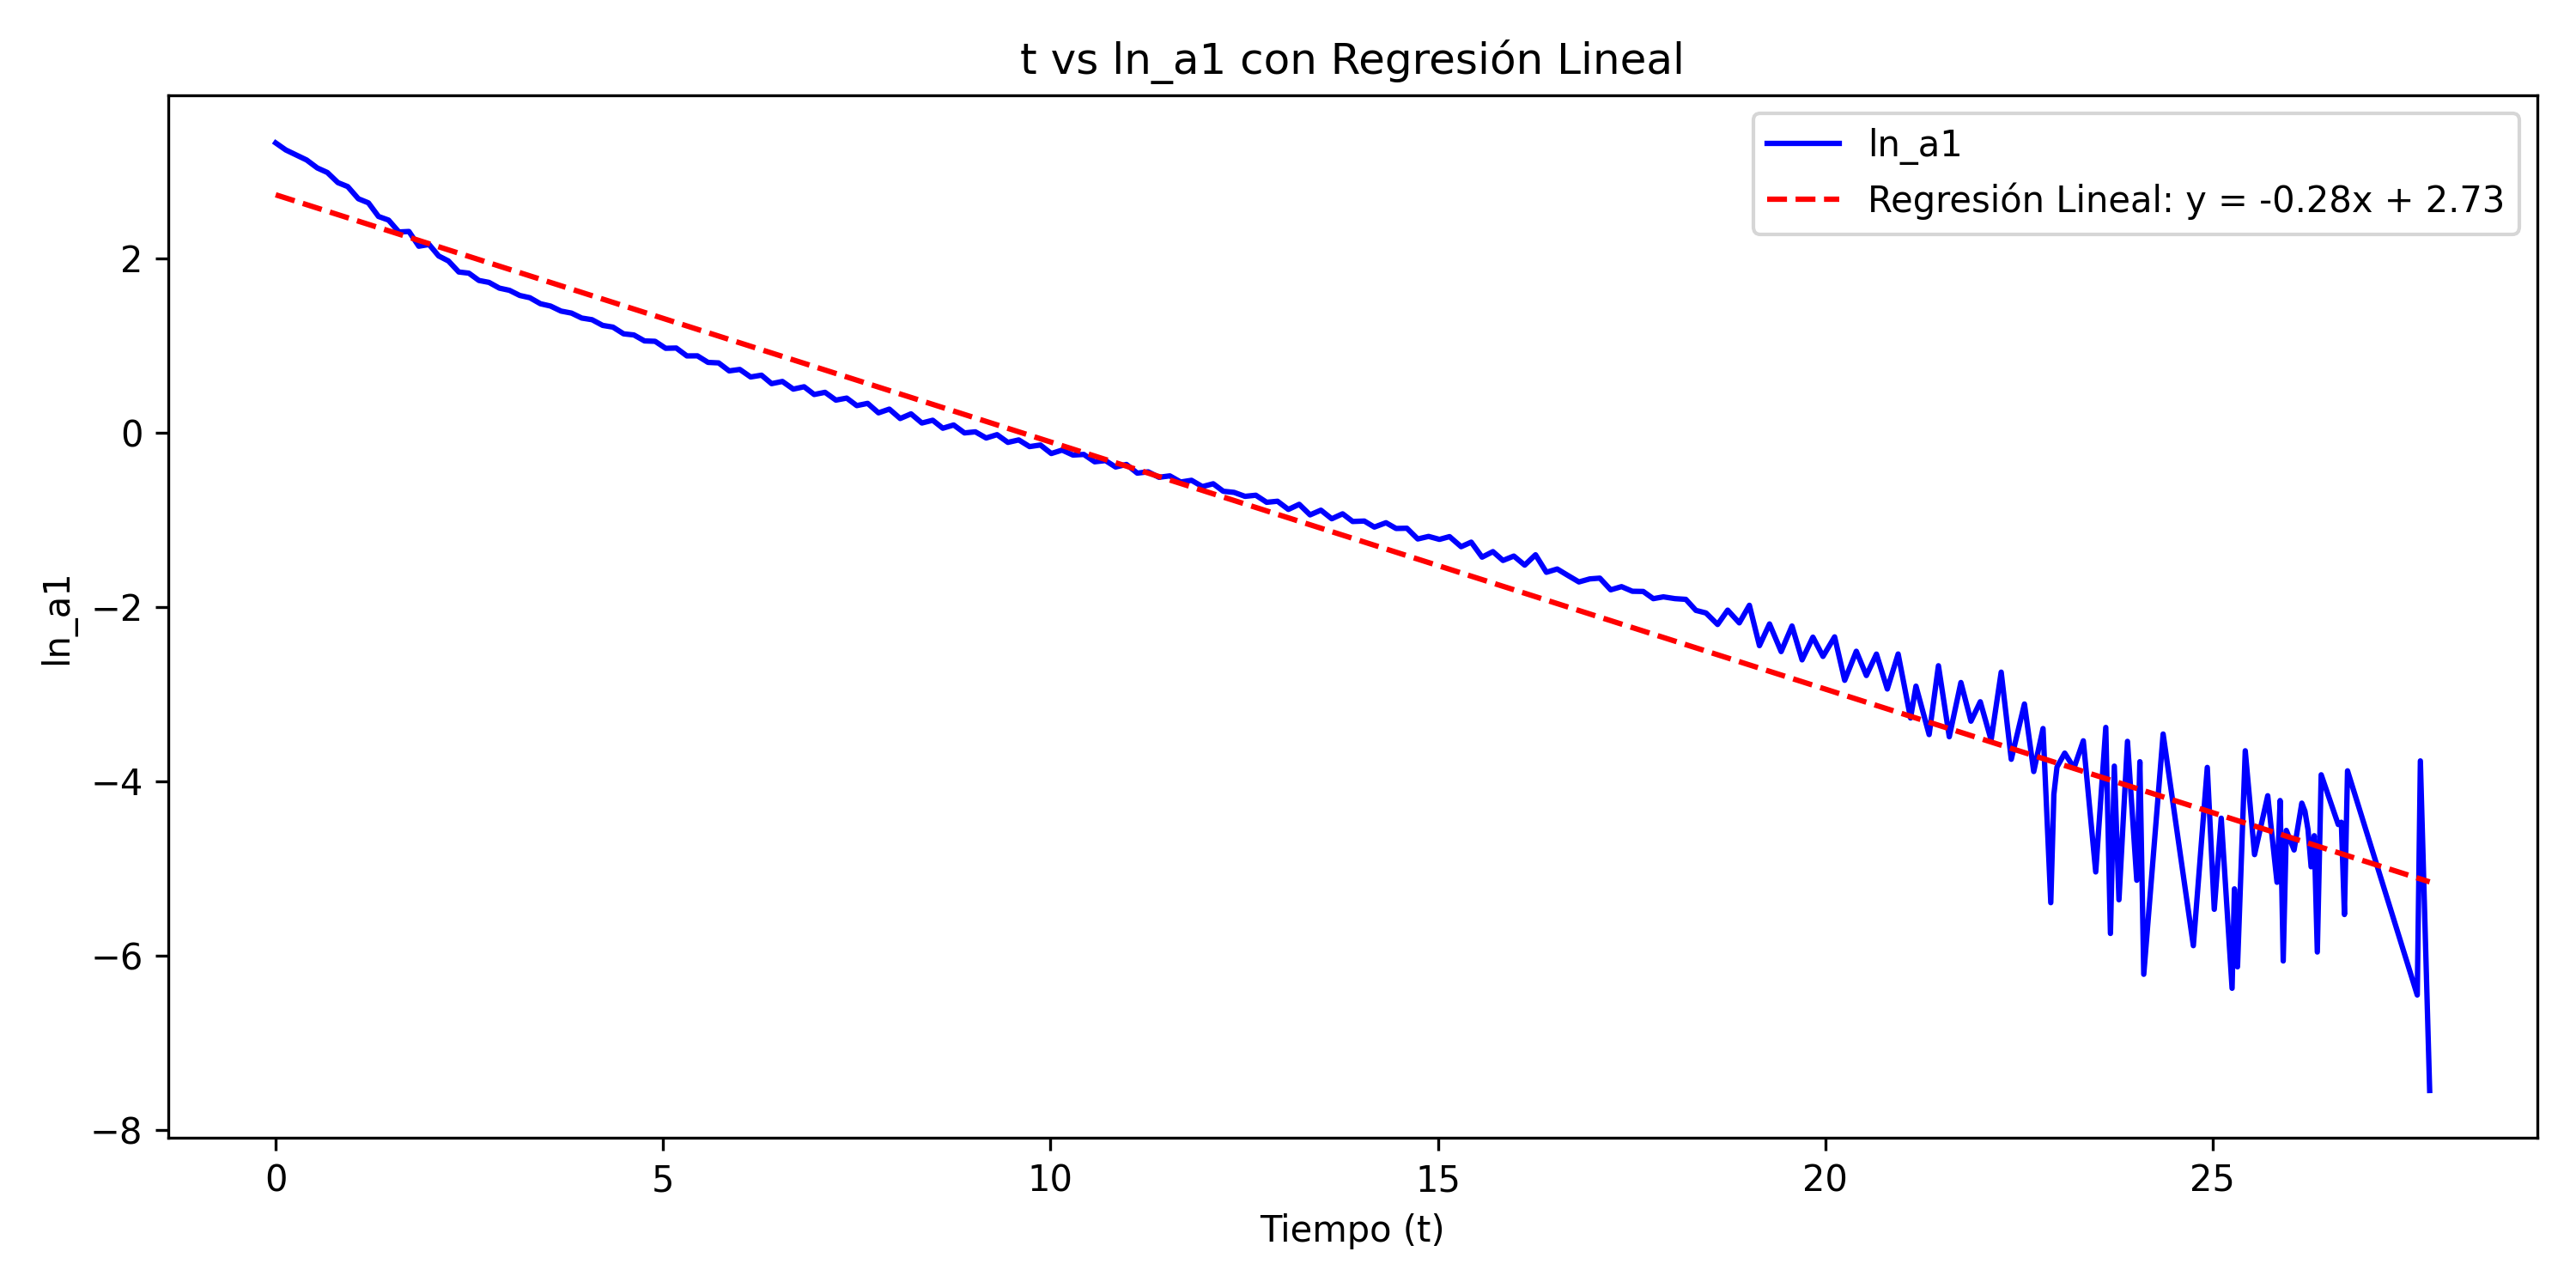 t vs ln_a1 con Regresión Lineal
ln_a1
Regresión Lineal: y = -0.28x + 2.73
2
0
−2
−4
−6
−8
ln_a1
0
5
10
15
20
25
Tiempo (t)